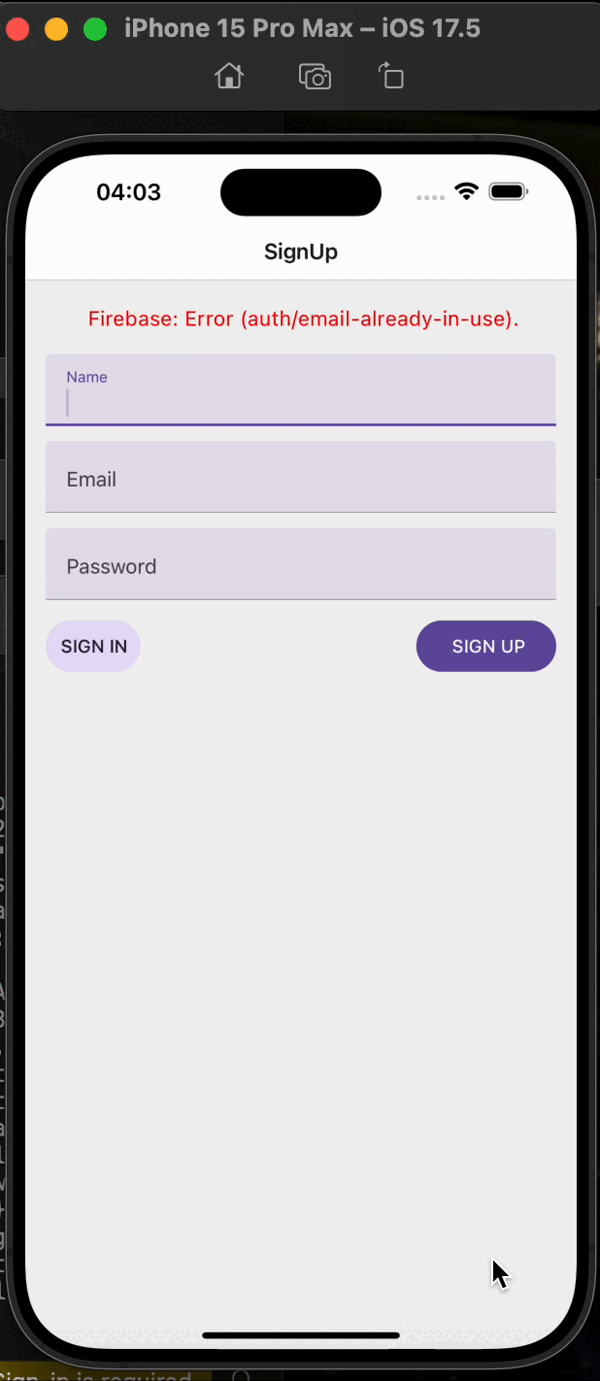 iPhone 15 Pro Max – iOS 17.5
04:03
SignUp
Firebase: Error (auth/email-already-in-use).
Name
Email
Password
SIGN IN
SIGN UP
Sign-in is required